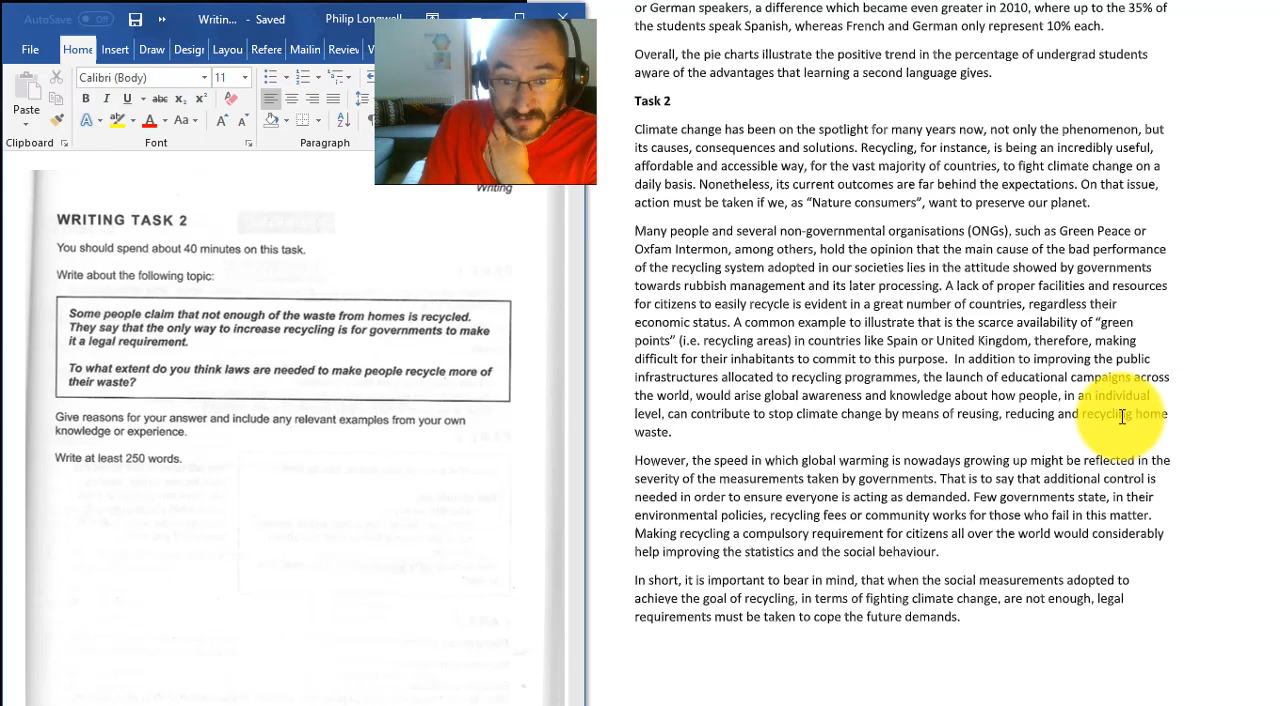 AutoSave Off
Writin... - Saved
Philip Longwell
File Home Insert Draw Desigr Layou Refere Mailin Review
Calibri (Body) 11
Paste
B I U abc x₂ x²
A aby A Aa A A
Clipboard Font Paragraph
Writing
WRITING TASK 2
You should spend about 40 minutes on this task.
Write about the following topic:
Some people claim that not enough of the waste from homes is recycled.
They say that the only way to increase recycling is for governments to make
it a legal requirement.
To what extent do you think laws are needed to make people recycle more of
their waste?
Give reasons for your answer and include any relevant examples from your own
knowledge or experience.
Write at least 250 words.
or German speakers, a difference which became even greater in 2010, where up to the 35% of
the students speak Spanish, whereas French and German only represent 10% each.
Overall, the pie charts illustrate the positive trend in the percentage of undergrad students
aware of the advantages that learning a second language gives.
Task 2
Climate change has been on the spotlight for many years now, not only the phenomenon, but
its causes, consequences and solutions. Recycling, for instance, is being an incredibly useful,
affordable and accessible way, for the vast majority of countries, to fight climate change on a
daily basis. Nonetheless, its current outcomes are far behind the expectations. On that issue,
action must be taken if we, as “Nature consumers”, want to preserve our planet.
Many people and several non-governmental organisations (ONGs), such as Green Peace or
Oxfam Intermon, among others, hold the opinion that the main cause of the bad performance
of the recycling system adopted in our societies lies in the attitude showed by governments
towards rubbish management and its later processing. A lack of proper facilities and resources
for citizens to easily recycle is evident in a great number of countries, regardless their
economic status. A common example to illustrate that is the scarce availability of “green
points” (i.e. recycling areas) in countries like Spain or United Kingdom, therefore, making
difficult for their inhabitants to commit to this purpose.  In addition to improving the public
infrastructures allocated to recycling programmes, the launch of educational campaigns across
the world, would arise global awareness and knowledge about how people, in an individual
level, can contribute to stop climate change by means of reusing, reducing and recycling home
waste.
However, the speed in which global warming is nowadays growing up might be reflected in the
severity of the measurements taken by governments. That is to say that additional control is
needed in order to ensure everyone is acting as demanded. Few governments state, in their
environmental policies, recycling fees or community works for those who fail in this matter.
Making recycling a compulsory requirement for citizens all over the world would considerably
help improving the statistics and the social behaviour.
In short, it is important to bear in mind, that when the social measurements adopted to
achieve the goal of recycling, in terms of fighting climate change, are not enough, legal
requirements must be taken to cope the future demands.